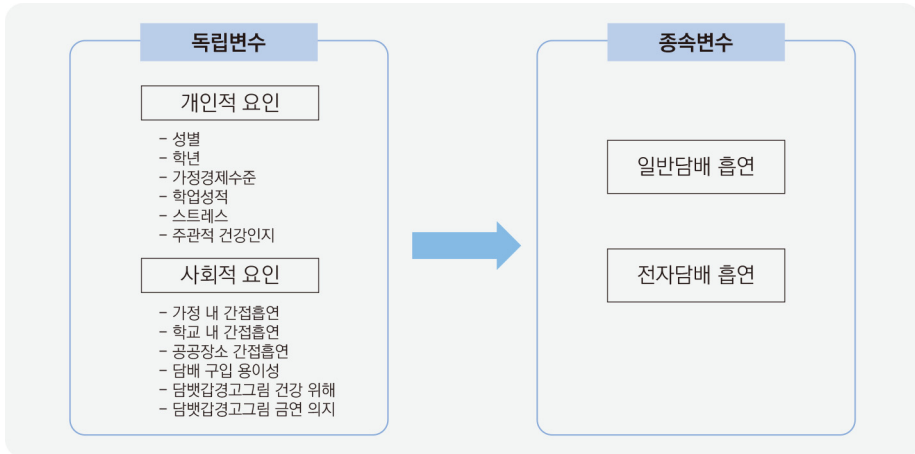 독립변수
개인적 요인
- 성별
- 학년
- 가정경제수준
- 학업성적
- 스트레스
- 주관적 건강인지
사회적 요인
- 가정 내 간접흡연
- 학교 내 간접흡연
- 공공장소 간접흡연
- 담배 구입 용이성
- 담뱃갑경고그림 건강 위해
- 담뱃갑경고그림 금연 의지
종속변수
일반담배 흡연
전자담배 흡연